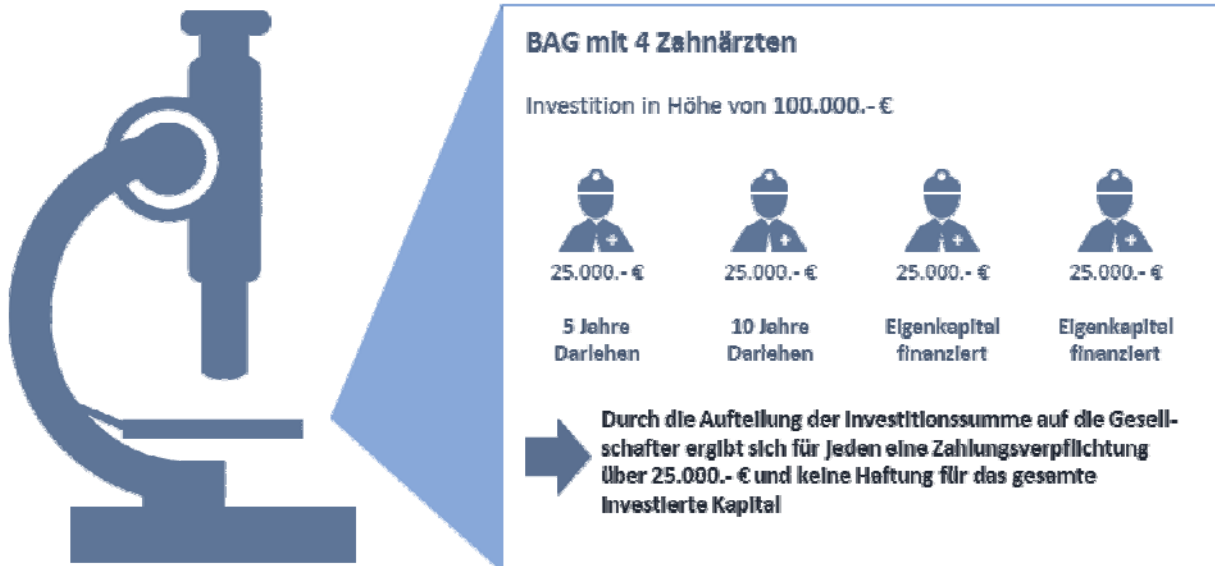 BAG mit 4 Zahnärzten
Investition in Höhe von 100.000.- €
25.000.- € 25.000.- € 25.000.- € 25.000.- €
5 Jahre 10 Jahre Eigenkapital Eigenkapital
Darlehen Darlehen finanziert finanziert
Durch die Aufteilung der Investitionssumme auf die Gesell-
schafter ergibt sich für jeden eine Zahlungsverpflichtung
über 25.000.- € und keine Haftung für das gesamte
investierte Kapital